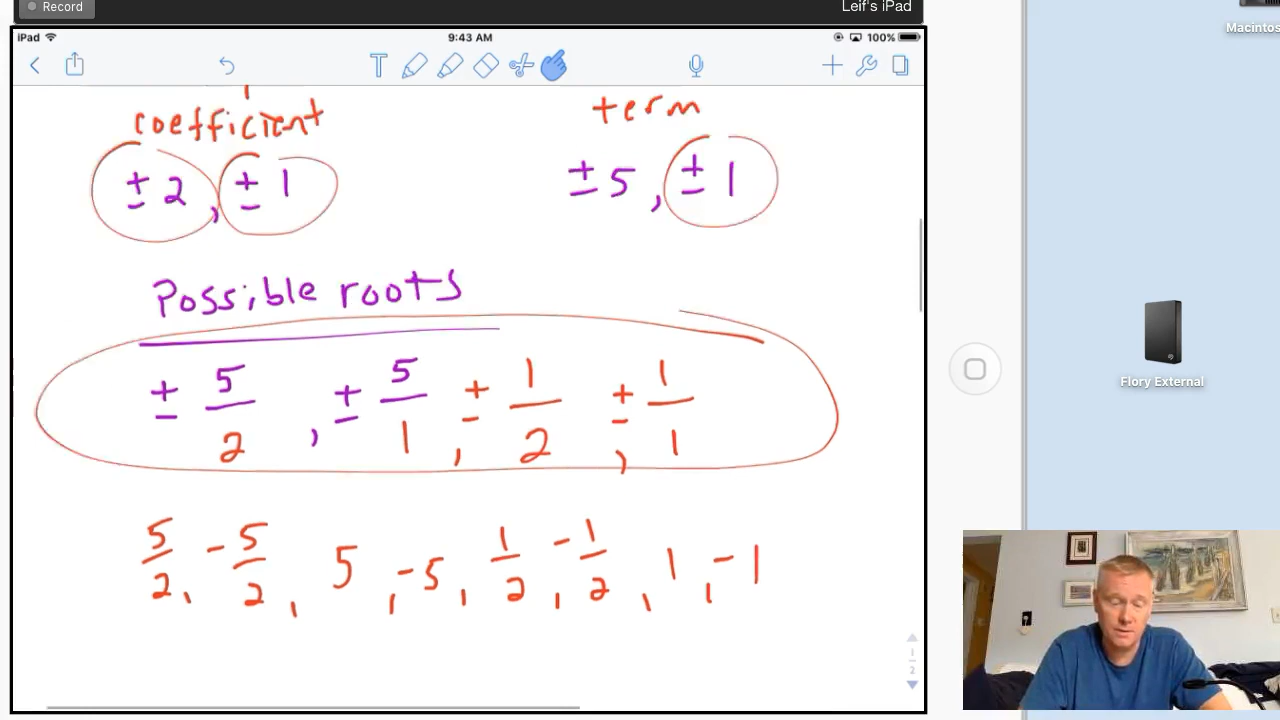 Record
Leif's iPad
Macintos
iPad 9:43 AM 100%
T
coefficient
term
± 2, ± 1
± 5, ± 1
Possible roots
± 5/2, ± 5/1, ± 1/2, ± 1/1
5/2, - 5/2, 5, -5, 1/2, - 1/2, 1, -1
1
2
Flory External